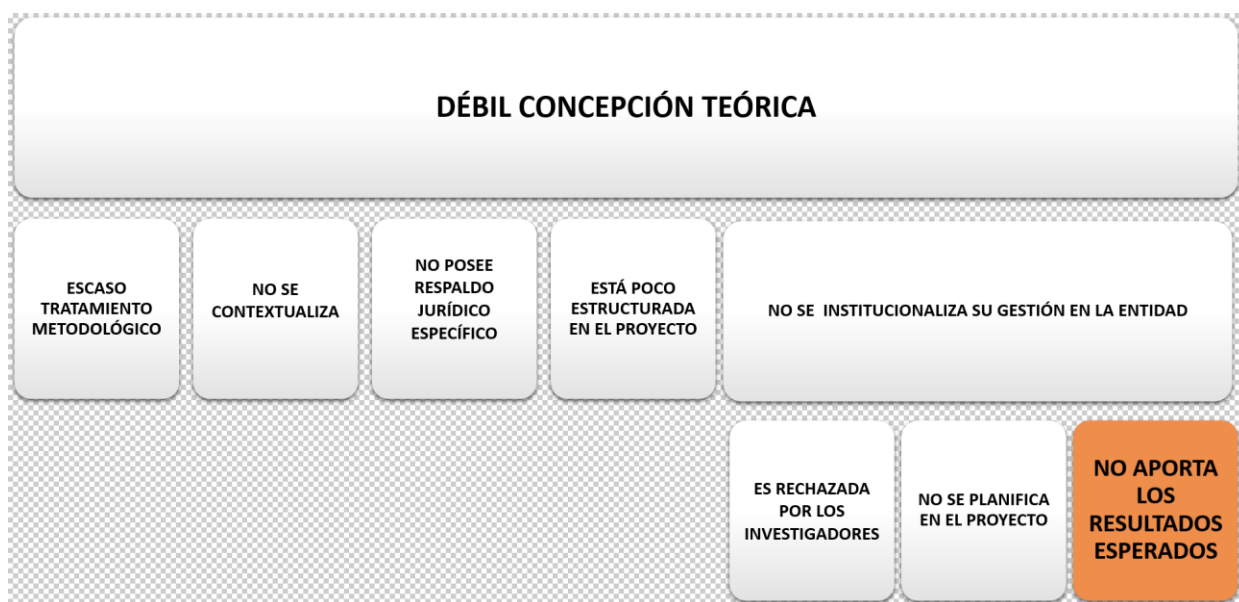 DÉBIL CONCEPCIÓN TEÓRICA
ESCASO
TRATAMIENTO
METODOLÓGICO
NO SE
CONTEXTUALIZA
NO POSEE
RESPALDO
JURÍDICO
ESPECÍFICO
ESTÁ POCO
ESTRUCTURADA
EN EL PROYECTO
NO SE INSTITUCIONALIZA SU GESTIÓN EN LA ENTIDAD
ES RECHAZADA
POR LOS
INVESTIGADORES
NO SE PLANIFICA
EN EL PROYECTO
NO APORTA
LOS
RESULTADOS
ESPERADOS